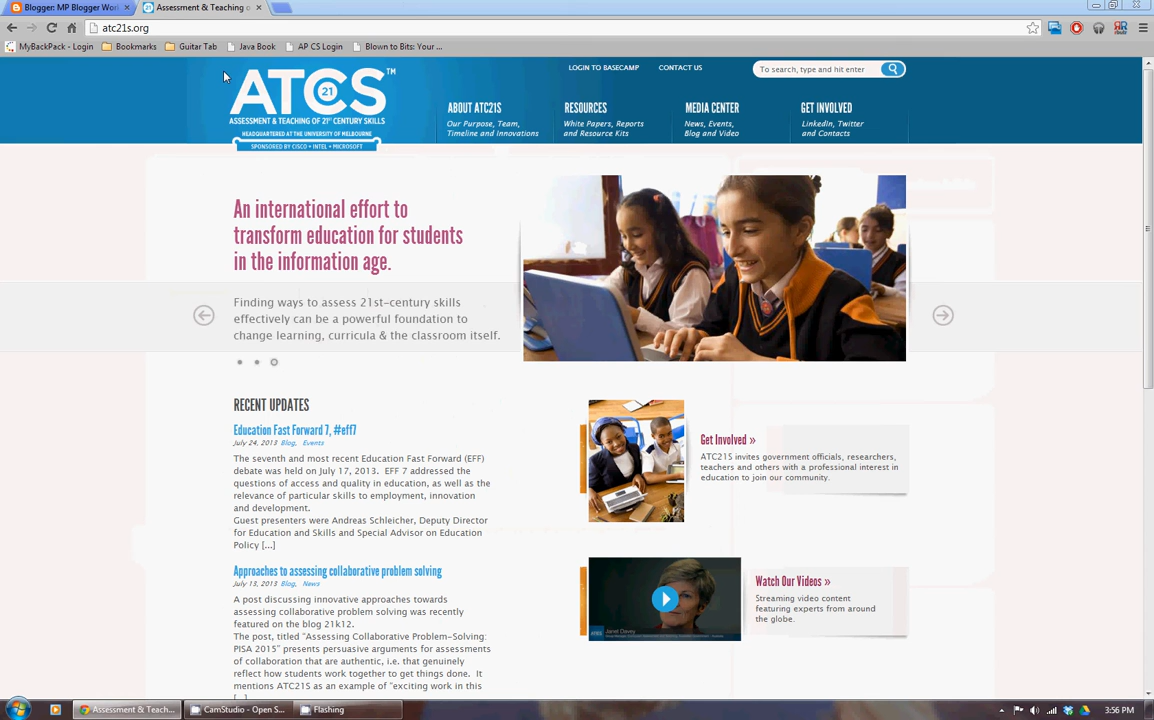 Blogger: MP Blogger Wor
Assessment & Teaching o
atc21s.org
MyBackPack - Login
Bookmarks
Guitar Tab
Java Book
AP CS Login
Blown to Bits: Your ...
LOGIN TO BASECAMP
CONTACT US
To search, type and hit enter
ATCS
21
TM
ASSESSMENT & TEACHING OF 21ST CENTURY SKILLS
HEADQUARTERED AT THE UNIVERSITY OF MELBOURNE
SPONSORED BY CISCO • INTEL • MICROSOFT
ABOUT ATC21S
Our Purpose, Team,
Timeline and Innovations
RESOURCES
White Papers, Reports
and Resource Kits
MEDIA CENTER
News, Events,
Blog and Video
GET INVOLVED
LinkedIn, Twitter
and Contacts
An international effort to
transform education for students
in the information age.
Finding ways to assess 21st-century skills
effectively can be a powerful foundation to
change learning, curricula & the classroom itself.
RECENT UPDATES
Education Fast Forward 7, #eff7
July 24, 2013 Blog, Events
The seventh and most recent Education Fast Forward (EFF)
debate was held on July 17, 2013. EFF 7 addressed the
questions of access and quality in education, as well as the
relevance of particular skills to employment, innovation
and development.
Guest presenters were Andreas Schleicher, Deputy Director
for Education and Skills and Special Advisor on Education
Policy [...]
Approaches to assessing collaborative problem solving
July 13, 2013 Blog, News
A post discussing innovative approaches towards
assessing collaborative problem solving was recently
featured on the blog 21k12.
The post, titled “Assessing Collaborative Problem-Solving:
PISA 2015” presents persuasive arguments for assessments
of collaboration that are authentic, i.e. that genuinely
reflect how students work together to get things done. It
mentions ATC21S as an example of “exciting work in this
[...]
Get Involved »
ATC21S invites government officials, researchers,
teachers and others with a professional interest in
education to join our community.
Janet Davey
ATCS
Watch Our Videos »
Streaming video content
featuring experts from around
the globe.
Assessment & Teach...
CamStudio - Open S...
Flashing
3:56 PM